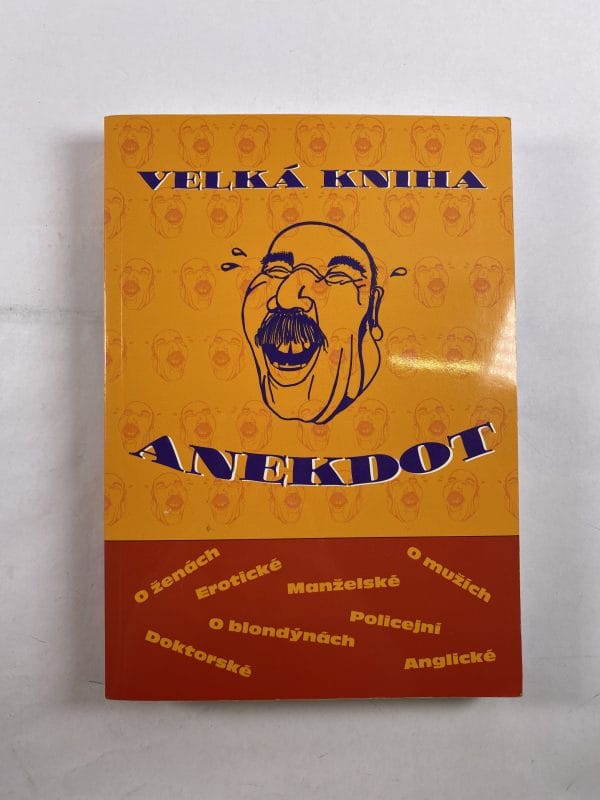 VELKÁ KNIHA
ANEKDOT
O ženách
Erotické
Manželské
O mužích
O blondýnách
Policejní
Doktorské
Anglické